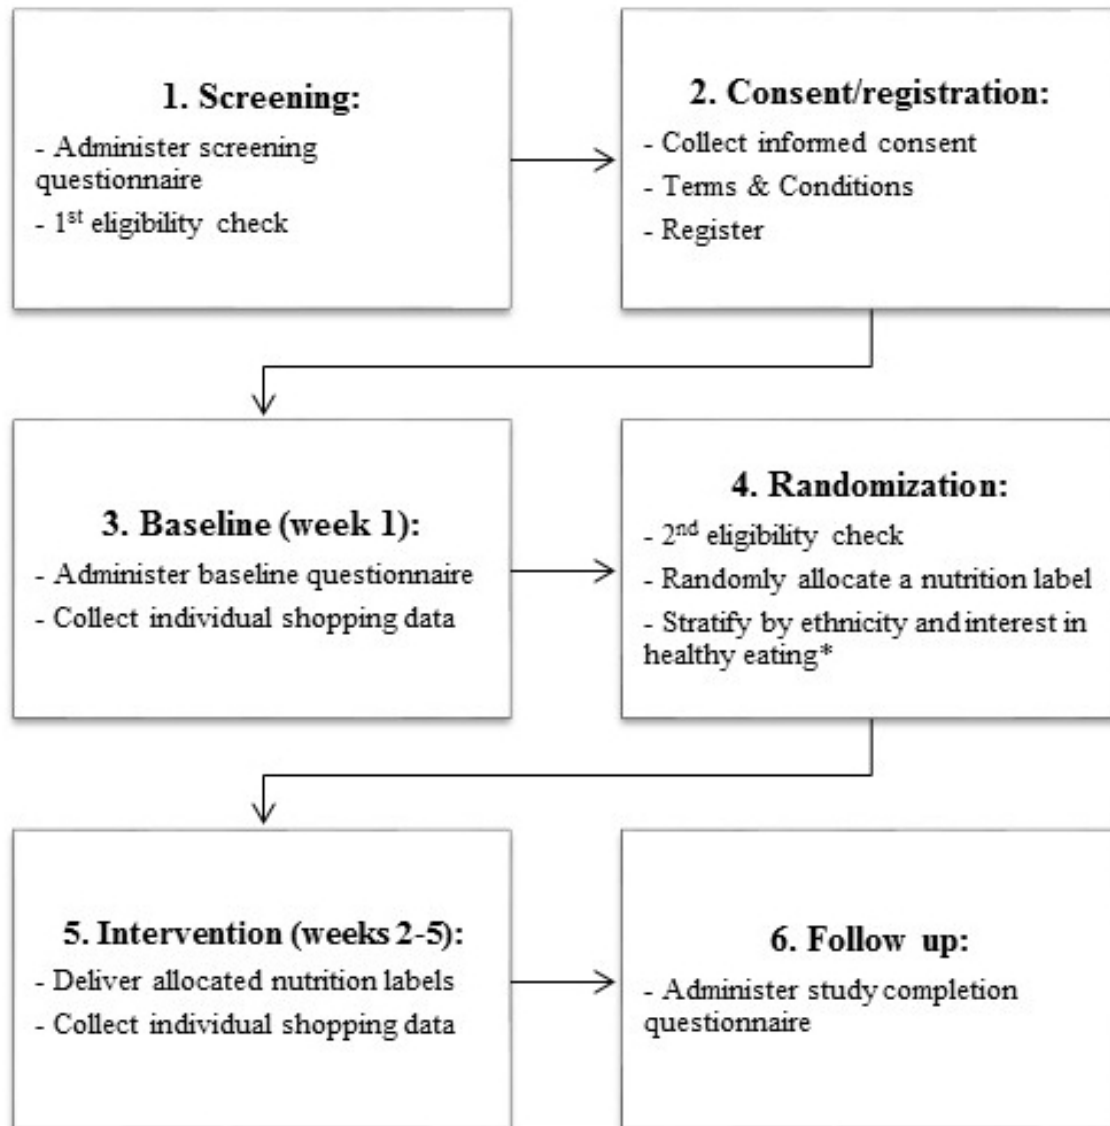 1. Screening:
- Administer screening
questionnaire
- 1st eligibility check
2. Consent/registration:
- Collect informed consent
- Terms & Conditions
- Register
3. Baseline (week 1):
- Administer baseline questionnaire
- Collect individual shopping data
4. Randomization:
- 2nd eligibility check
- Randomly allocate a nutrition label
- Stratify by ethnicity and interest in
healthy eating*
5. Intervention (weeks 2-5):
- Deliver allocated nutrition labels
- Collect individual shopping data
6. Follow up:
- Administer study completion
questionnaire